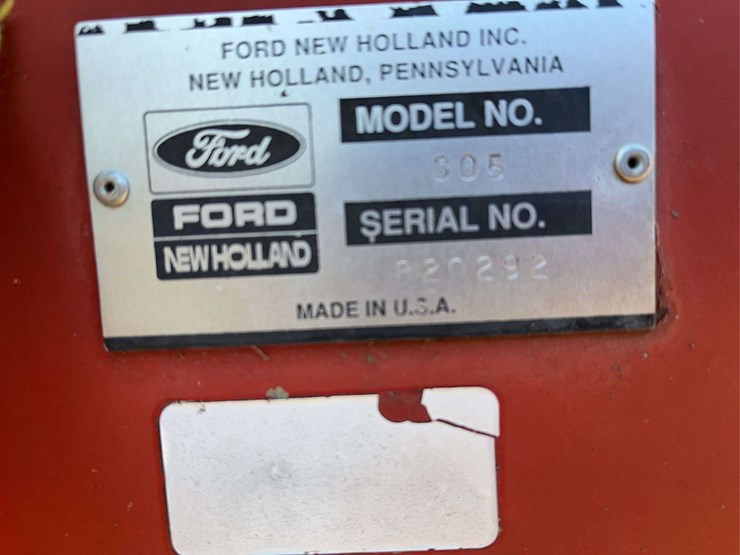 FORD NEW HOLLAND INC.
NEW HOLLAND, PENNSYLVANIA
Ford
FORD
NEW HOLLAND
MODEL NO.
305
SERIAL NO.
820292
MADE IN U.S.A.